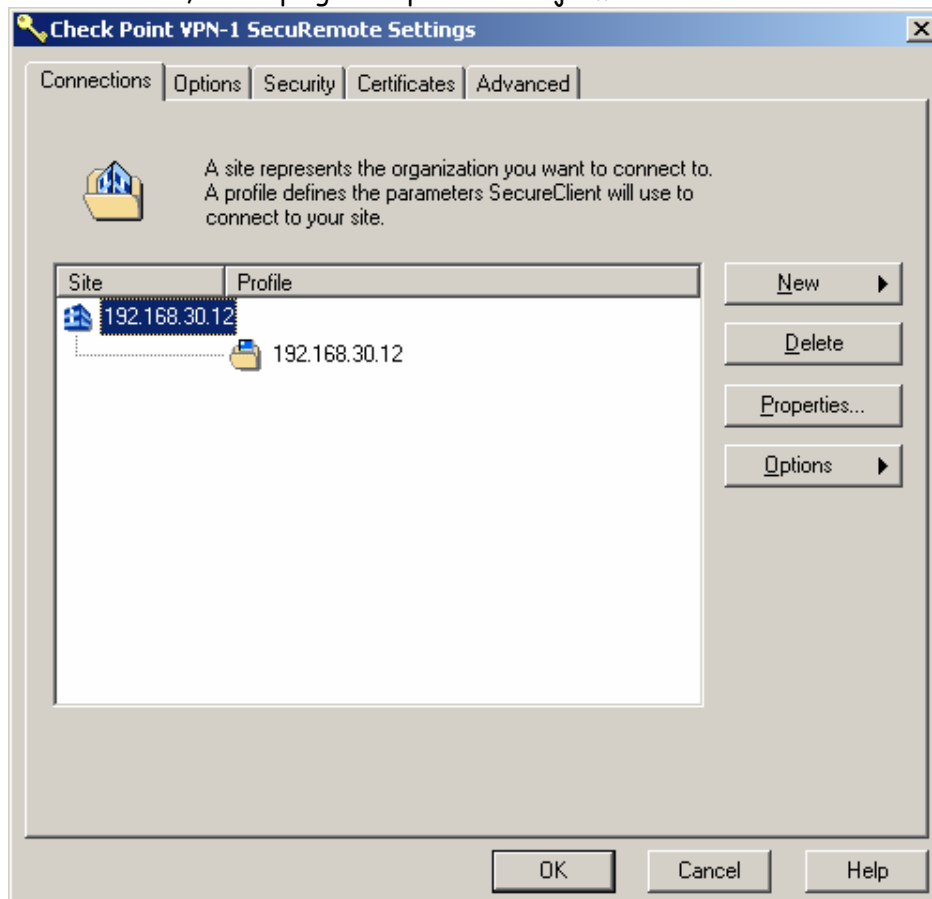 Check Point VPN-1 SecuRemote Settings
Connections Options Security Certificates Advanced
A site represents the organization you want to connect to.
A profile defines the parameters SecureClient will use to
connect to your site.
Site Profile
192.168.30.12
192.168.30.12
New
Delete
Properties...
Options
OK Cancel Help